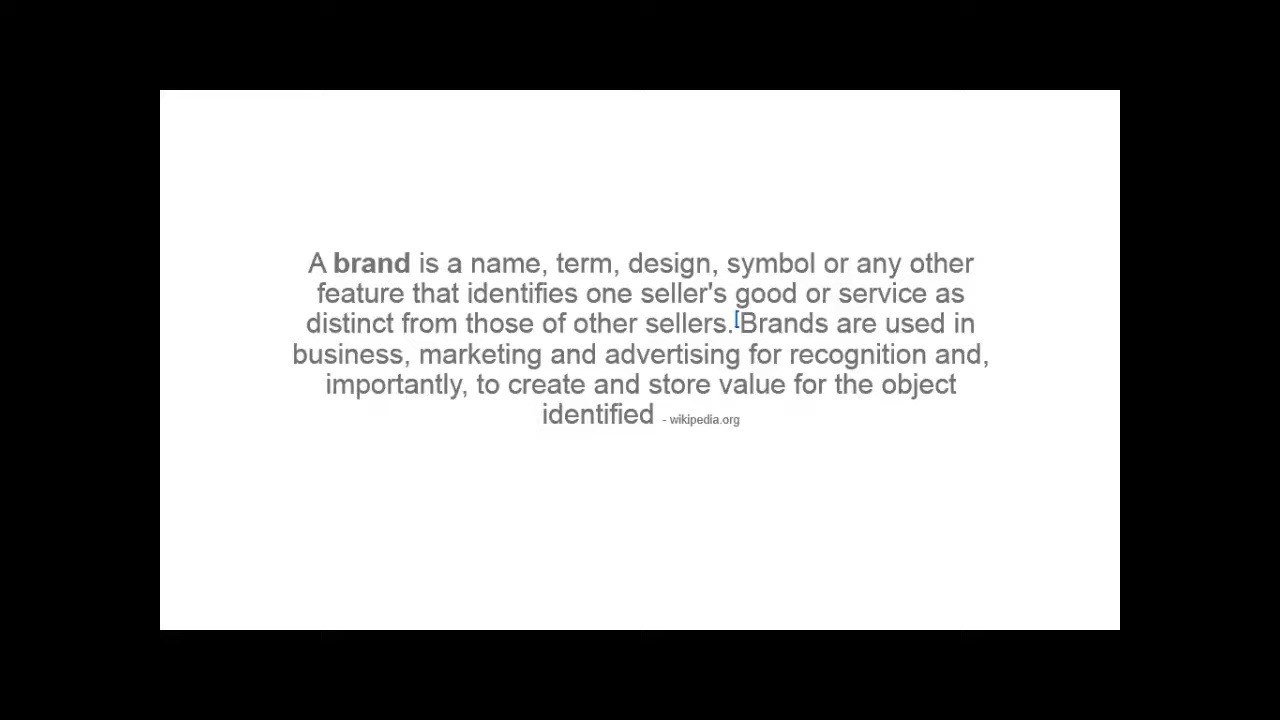 A brand is a name, term, design, symbol or any other
feature that identifies one seller's good or service as
distinct from those of other sellers.[Brands are used in
business, marketing and advertising for recognition and,
importantly, to create and store value for the object
identified - wikipedia.org